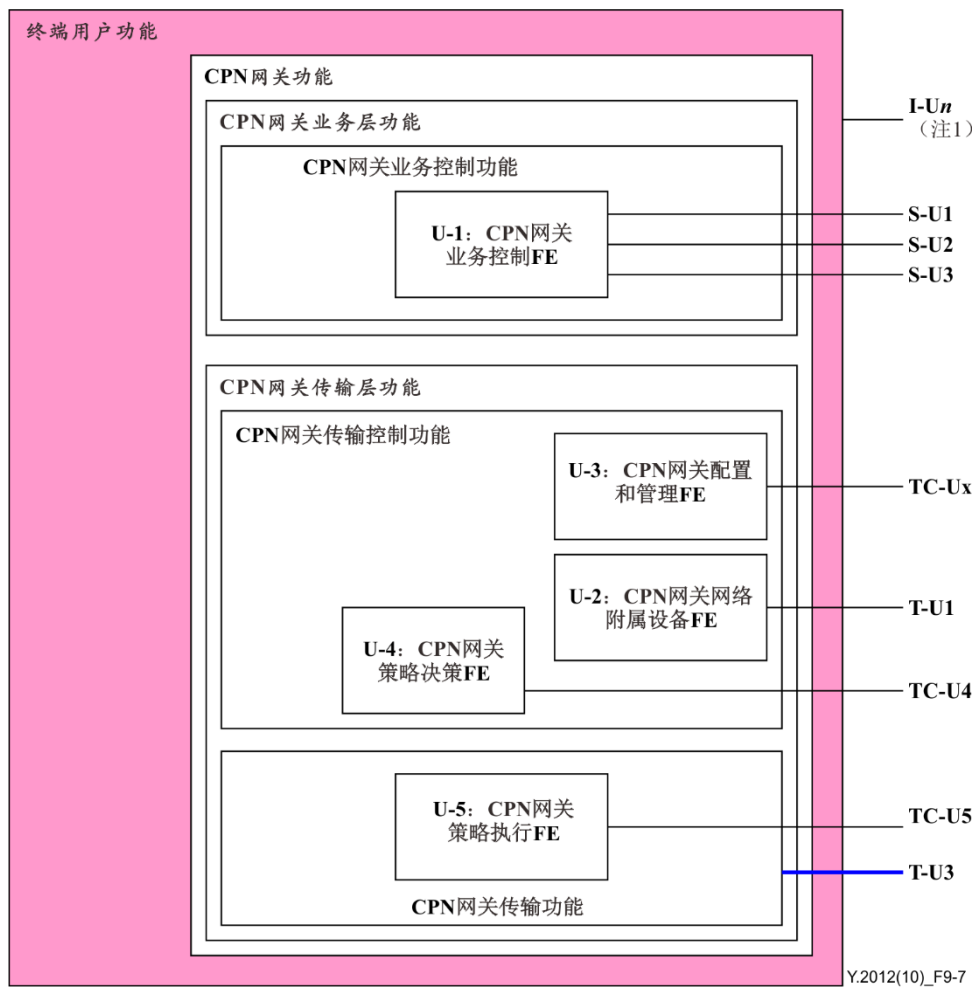 终端用户功能
CPN网关功能
CPN网关业务层功能
I-Un
（注1）
CPN网关业务控制功能
U-1：CPN网关
业务控制FE
S-U1
S-U2
S-U3
CPN网关传输层功能
CPN网关传输控制功能
U-3：CPN网关配置
和管理FE
TC-Ux
U-2：CPN网关网络
附属设备FE
T-U1
U-4：CPN网关
策略决策FE
TC-U4
U-5：CPN网关
策略执行FE
TC-U5
T-U3
CPN网关传输功能
Y.2012(10)_F9-7